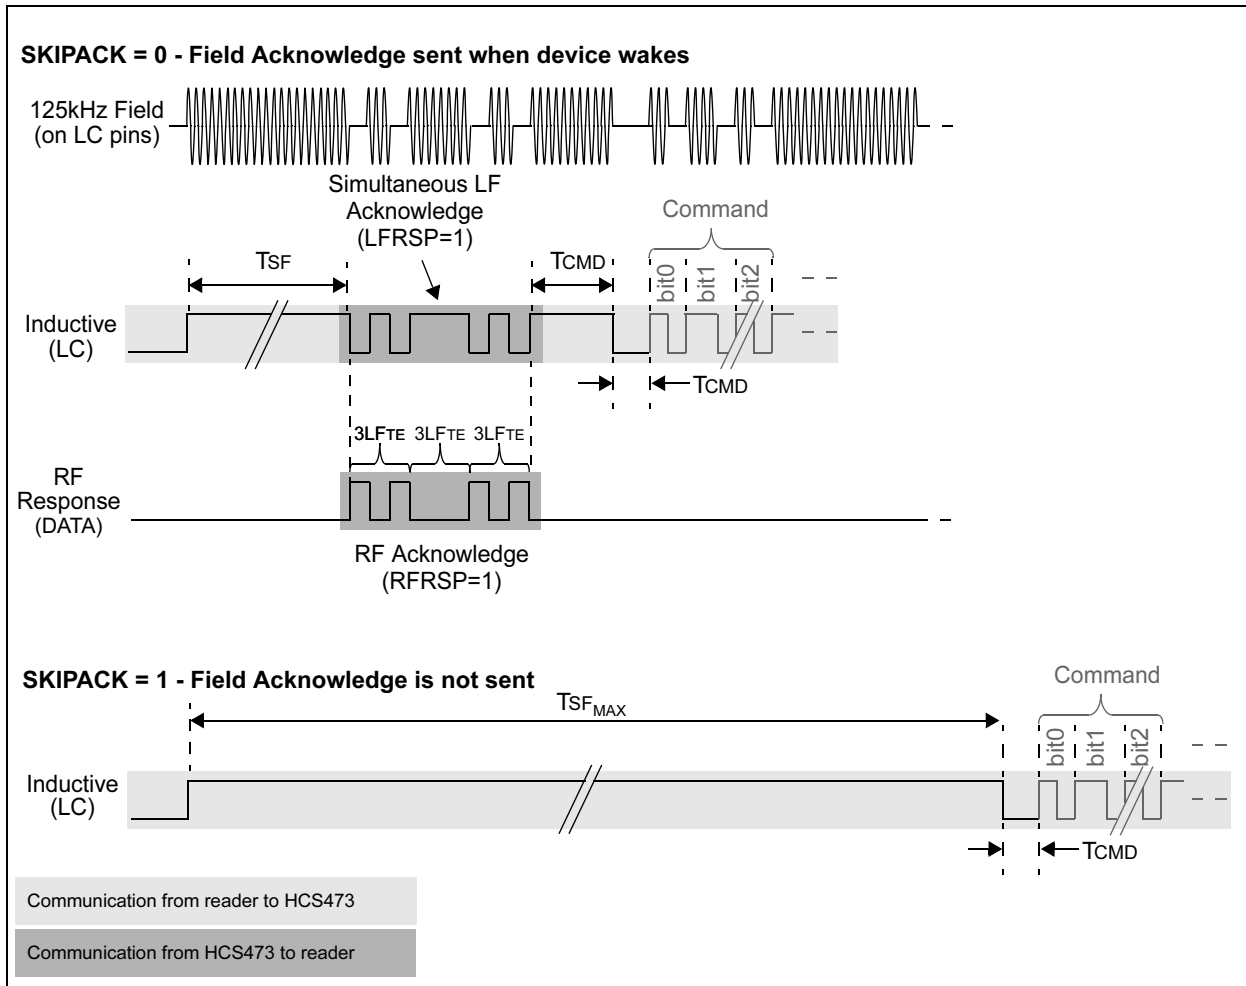 SKIPACK = 0 - Field Acknowledge sent when device wakes
125kHz Field
(on LC pins)
Simultaneous LF
Acknowledge
(LFRSP=1)
Command
TSF
TCMD
bit0
bit1
bit2
Inductive
(LC)
TCMD
3LFTE 3LFTE 3LFTE
RF
Response
(DATA)
RF Acknowledge
(RFRSP=1)
SKIPACK = 1 - Field Acknowledge is not sent
Command
TSFMAX
bit0
bit1
bit2
Inductive
(LC)
TCMD
Communication from reader to HCS473
Communication from HCS473 to reader